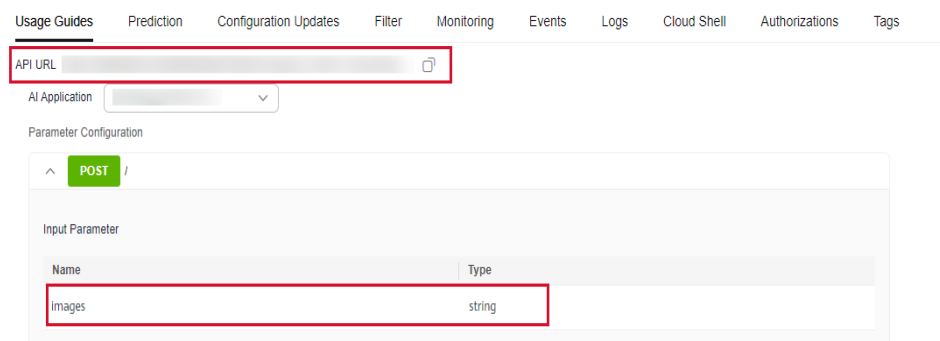 Usage Guides Prediction Configuration Updates Filter Monitoring Events Logs Cloud Shell Authorizations Tags
API URL
AI Application
Parameter Configuration
POST /
Input Parameter
Name Type
images string